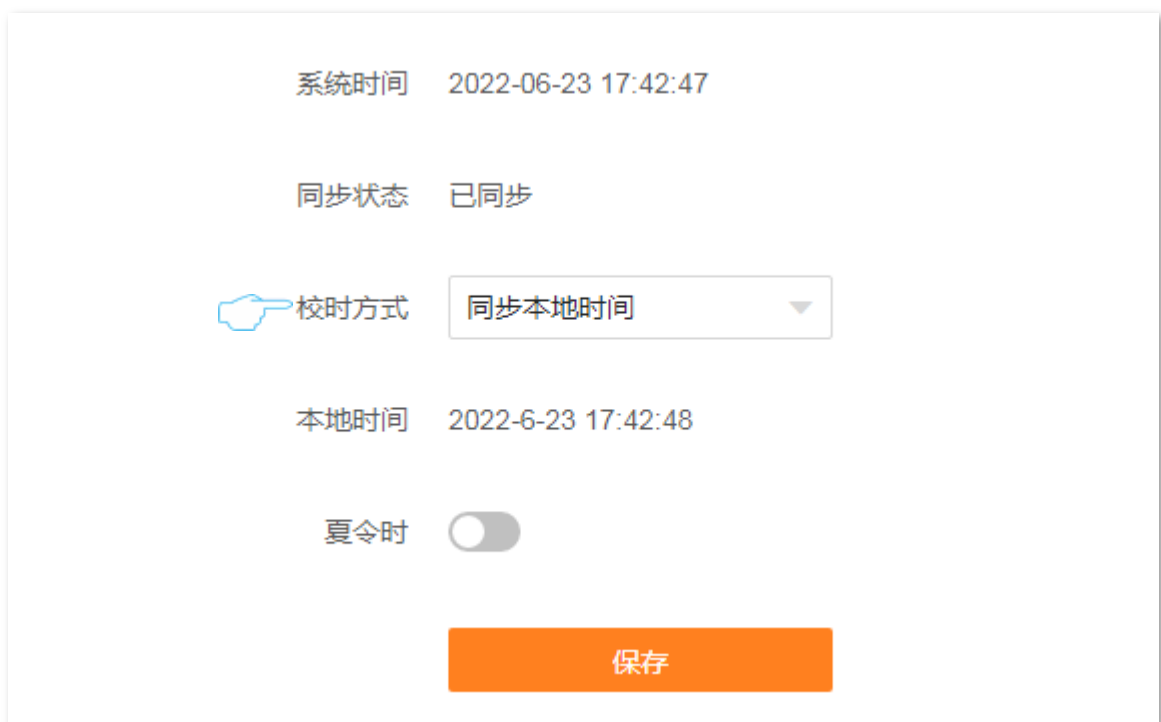 系统时间 2022-06-23 17:42:47
同步状态 已同步
校时方式 同步本地时间
本地时间 2022-6-23 17:42:48
夏令时
保存